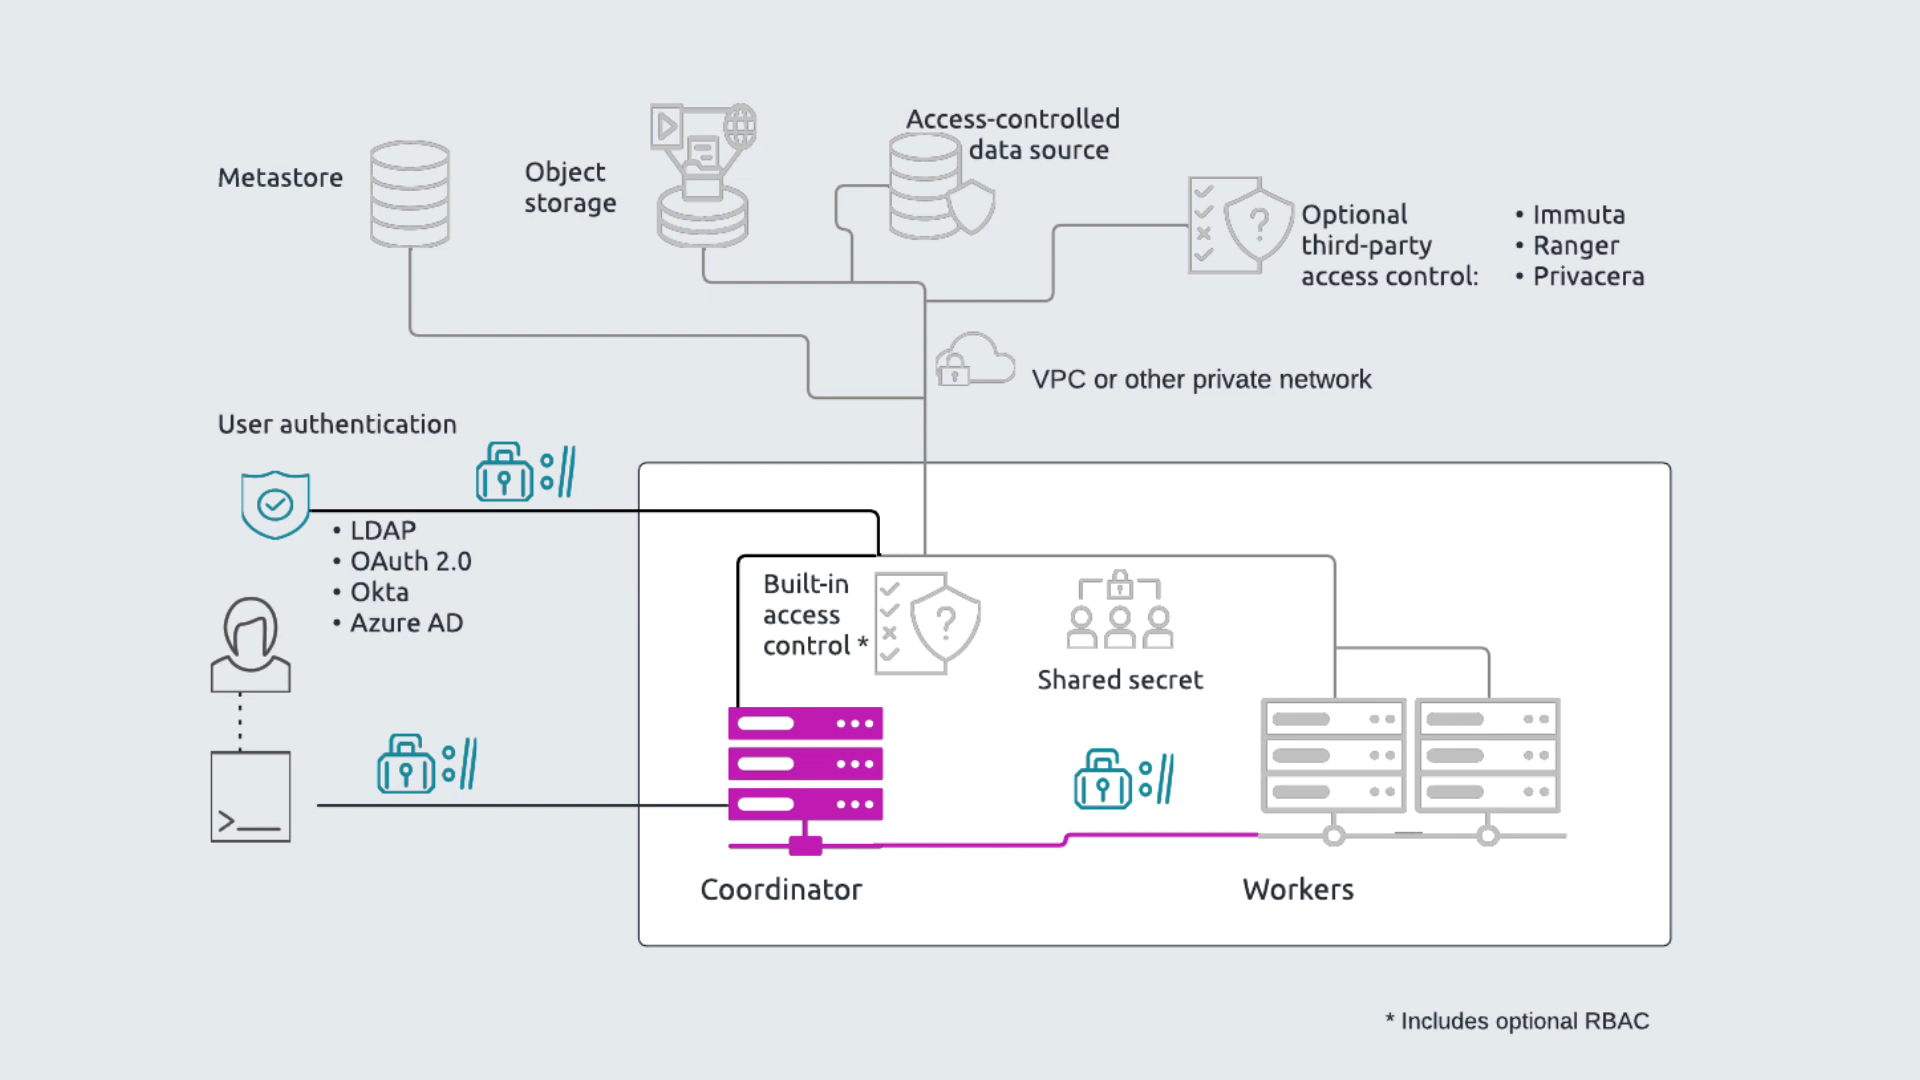 Access-controlled
data source
Metastore
Object
storage
Optional
third-party
access control:
• Immuta
• Ranger
• Privacera
VPC or other private network
User authentication
://
• LDAP
• OAuth 2.0
• Okta
• Azure AD
Built-in
access
control *
?
?
Shared secret
://
://
>_
Coordinator
Workers
* Includes optional RBAC